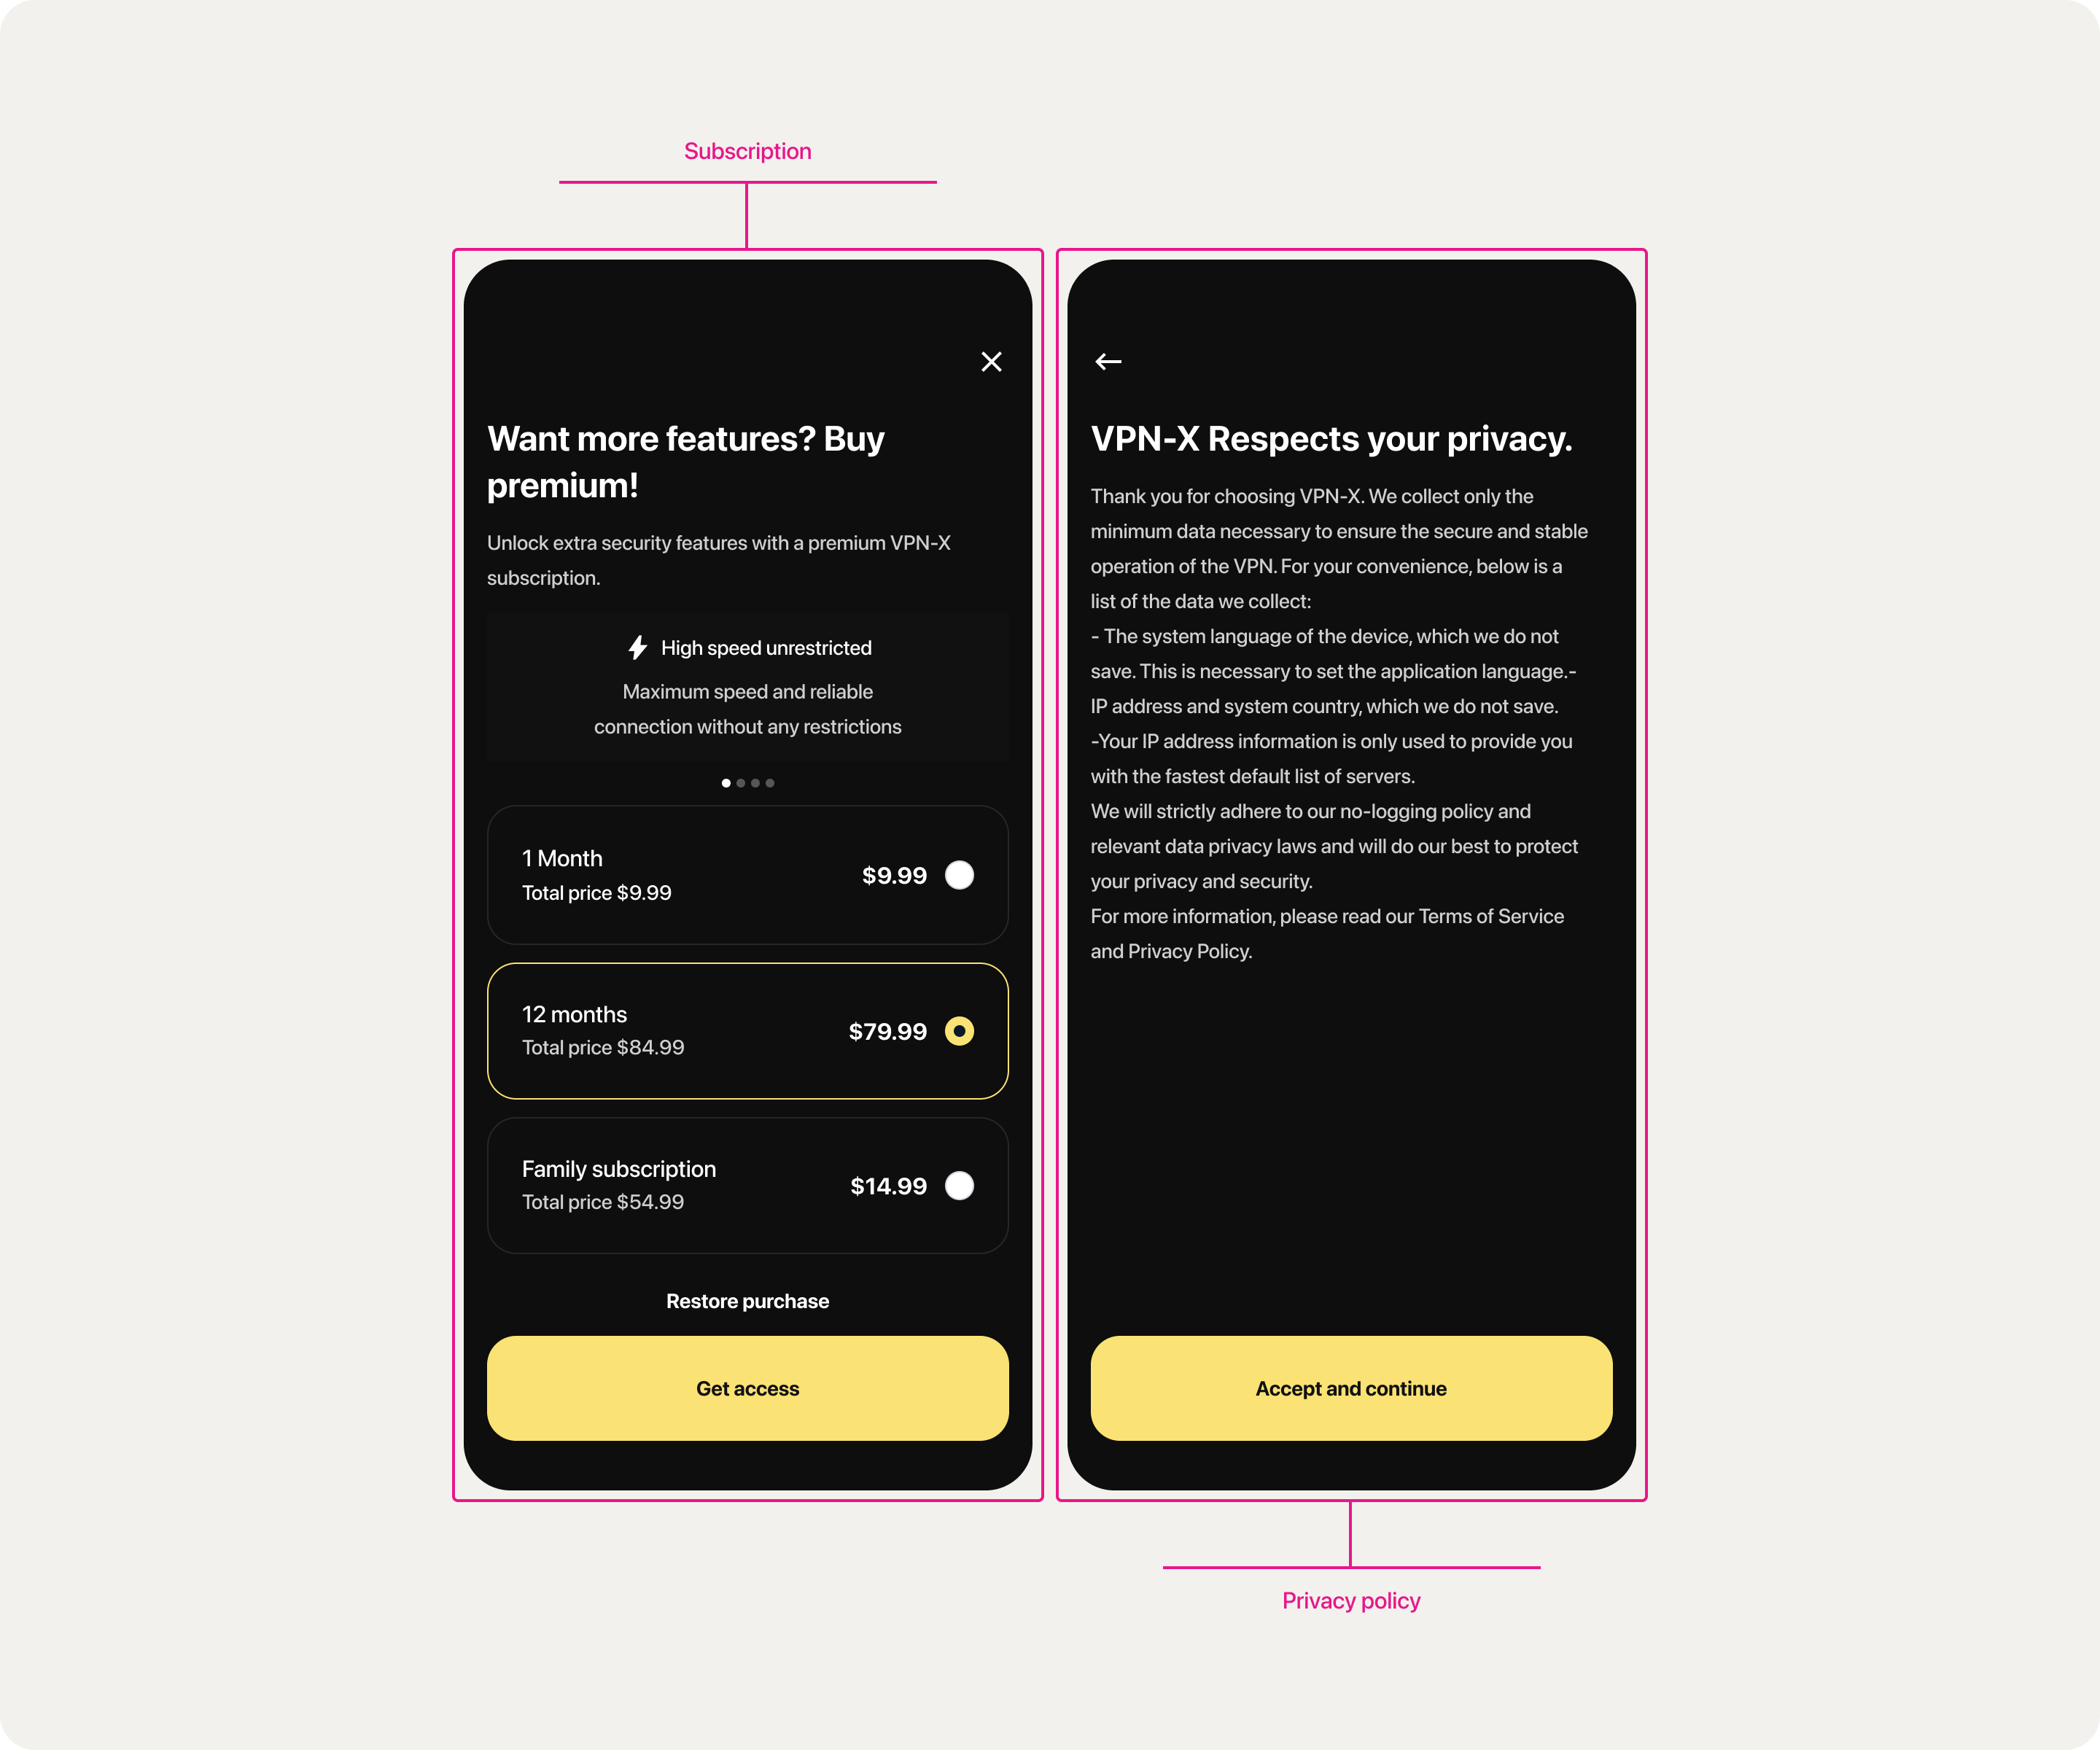 Subscription
Want more features? Buy
premium!
Unlock extra security features with a premium VPN-X
subscription.
High speed unrestricted
Maximum speed and reliable
connection without any restrictions
1 Month
Total price $9.99
$9.99
12 months
Total price $84.99
$79.99
Family subscription
Total price $54.99
$14.99
Restore purchase
Get access
VPN-X Respects your privacy.
Thank you for choosing VPN-X. We collect only the
minimum data necessary to ensure the secure and stable
operation of the VPN. For your convenience, below is a
list of the data we collect:
- The system language of the device, which we do not
save. This is necessary to set the application language.-
IP address and system country, which we do not save.
-Your IP address information is only used to provide you
with the fastest default list of servers.
We will strictly adhere to our no-logging policy and
relevant data privacy laws and will do our best to protect
your privacy and security.
For more information, please read our Terms of Service
and Privacy Policy.
Accept and continue
Privacy policy